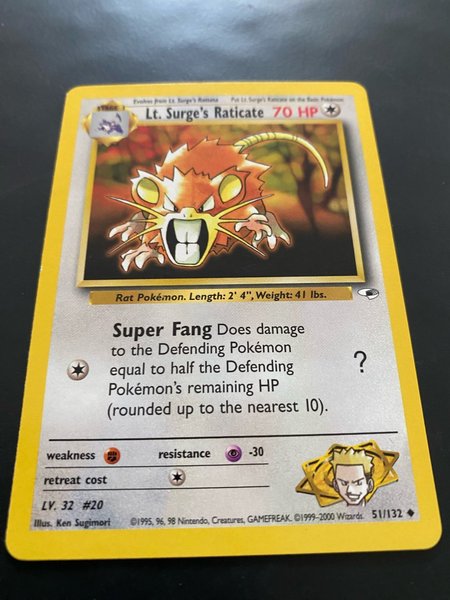 STAGE 1
Evolves from Lt. Surge's Rattata Put Lt. Surge's Raticate on the Basic Pokémon
Lt. Surge's Raticate 70 HP
Rat Pokémon. Length: 2' 4", Weight: 41 lbs.
Super Fang Does damage
to the Defending Pokémon
equal to half the Defending ?
Pokémon's remaining HP
(rounded up to the nearest 10).
weakness resistance -30
retreat cost
LV. 32 #20
Illus. Ken Sugimori ©1995, 96, 98 Nintendo, Creatures, GAMEFREAK. ©1999-2000 Wizards. 51/132